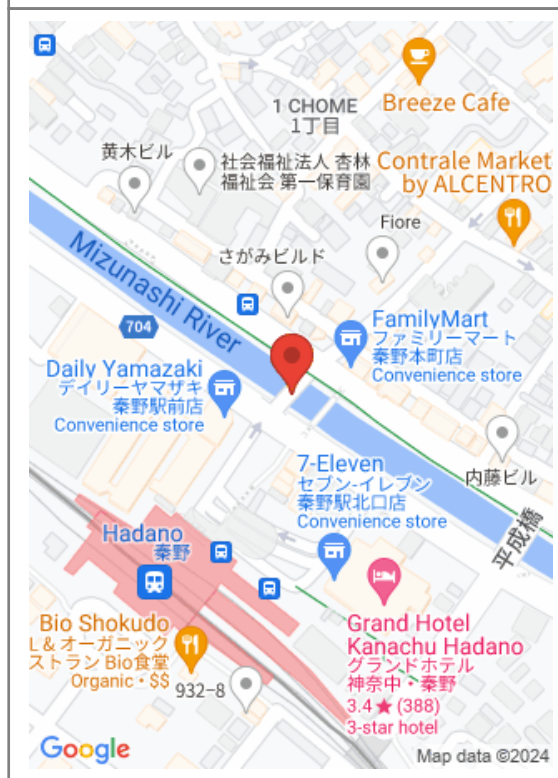 Breeze Cafe
1 CHOME
1丁目
黄木ビル
社会福祉法人 杏林
福祉会 第一保育園
Contrale Market
by ALCENTRO
Fiore
さがみビルド
Mizunashi River
704
FamilyMart
ファミリーマート
秦野本町店
Convenience store
Daily Yamazaki
デイリーヤマザキ
秦野駅前店
Convenience store
7-Eleven
セブン-イレブン
秦野駅北口店
Convenience store
内藤ビル
平成橋
Hadano
秦野
Grand Hotel
Kanachu Hadano
グランドホテル
神奈中・秦野
3.4★ (388)
3-star hotel
Bio Shokudo
L & オーガニック
ストラン Bio食堂
Organic • $$
932-8
Google
Map data ©2024